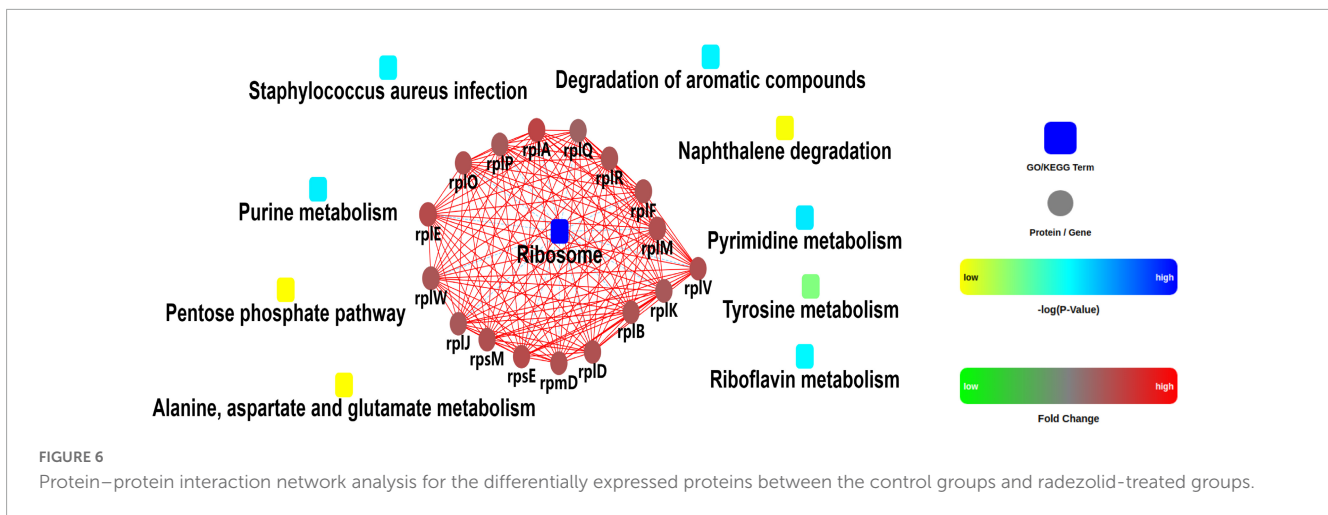 Staphylococcus aureus infection
Degradation of aromatic compounds
Naphthalene degradation
Purine metabolism
Pyrimidine metabolism
Pentose phosphate pathway
Tyrosine metabolism
Alanine, aspartate and glutamate metabolism
Riboflavin metabolism
Ribosome
rplA
rplQ
rplP
rplR
rplO
rplF
rplE
rplM
rplV
rplW
rplK
rplB
rplJ
rpsM
rpsE
rpmD
rplD
GO/KEGG Term
Protein / Gene
low high
-log(P-Value)
low high
Fold Change
FIGURE 6
Protein–protein interaction network analysis for the differentially expressed proteins between the control groups and radezolid-treated groups.